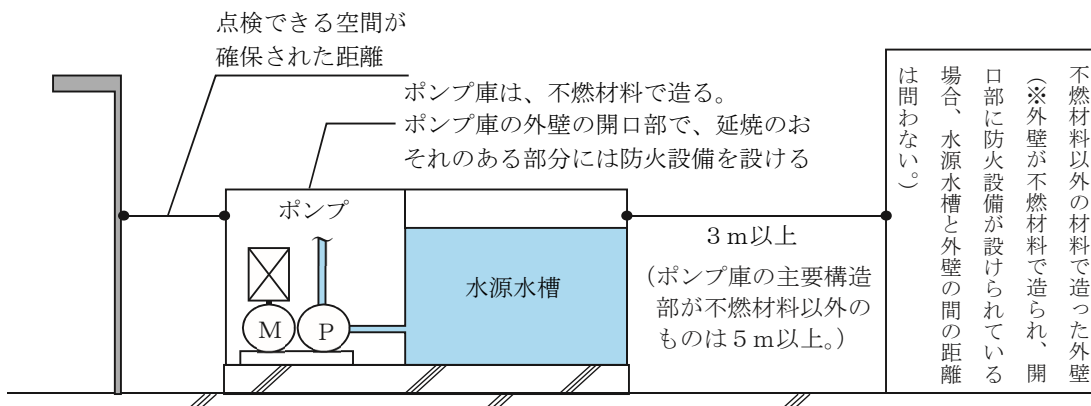 点検できる空間が
確保された距離
ポンプ庫は、不燃材料で造る。
ポンプ庫の外壁の開口部で、延焼のお
それのある部分には防火設備を設ける
ポンプ
M
P
水源水槽
３ｍ以上
（ポンプ庫の主要構造
部が不燃材料以外の
ものは５ｍ以上。）
不燃材料以外の材料で造った外壁
（※外壁が不燃材料で造られ、開
口部に防火設備が設けられている
場合、水源水槽と外壁の間の距離
は問わない。）